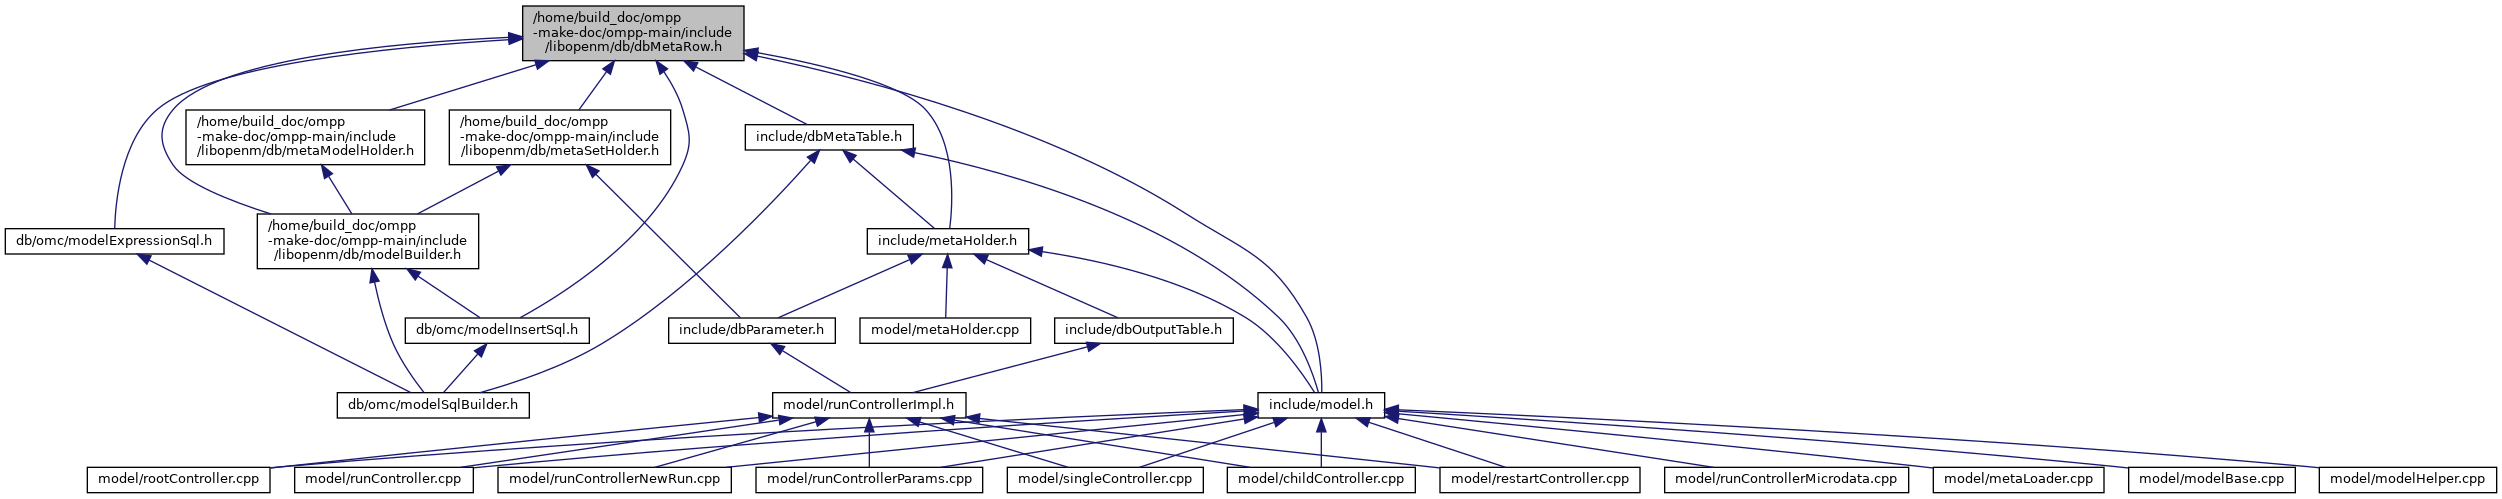 /home/build_doc/ompp
-make-doc/ompp-main/include
/libopenm/db/dbMetaRow.h
/home/build_doc/ompp
-make-doc/ompp-main/include
/libopenm/db/metaModelHolder.h
/home/build_doc/ompp
-make-doc/ompp-main/include
/libopenm/db/metaSetHolder.h
include/dbMetaTable.h
db/omc/modelExpressionSql.h
/home/build_doc/ompp
-make-doc/ompp-main/include
/libopenm/db/modelBuilder.h
include/metaHolder.h
db/omc/modelInsertSql.h
include/dbParameter.h
model/metaHolder.cpp
include/dbOutputTable.h
db/omc/modelSqlBuilder.h
model/runControllerImpl.h
include/model.h
model/rootController.cpp
model/runController.cpp
model/runControllerNewRun.cpp
model/runControllerParams.cpp
model/singleController.cpp
model/childController.cpp
model/restartController.cpp
model/runControllerMicrodata.cpp
model/metaLoader.cpp
model/modelBase.cpp
model/modelHelper.cpp